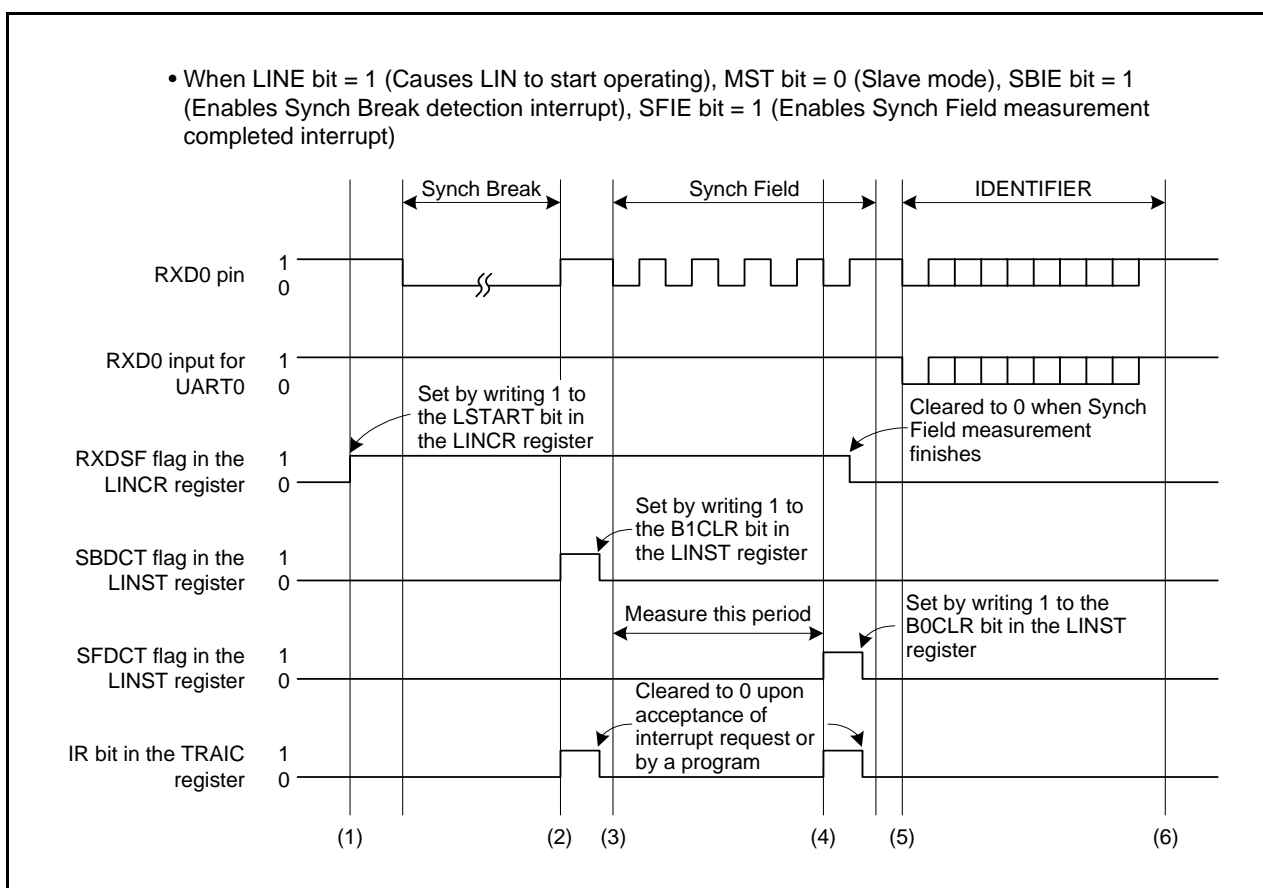 • When LINE bit = 1 (Causes LIN to start operating), MST bit = 0 (Slave mode), SBIE bit = 1
(Enables Synch Break detection interrupt), SFIE bit = 1 (Enables Synch Field measurement
completed interrupt)
Synch Break
Synch Field
IDENTIFIER
RXD0 pin
1
0
RXD0 input for
UART0
1
0
Set by writing 1 to
the LSTART bit in
the LINCR register
Cleared to 0 when Synch
Field measurement
finishes
RXDSF flag in the
LINCR register
1
0
Set by writing 1 to
the B1CLR bit in
the LINST register
SBDCT flag in the
LINST register
1
0
Measure this period
Set by writing 1 to the
B0CLR bit in the LINST
register
SFDCT flag in the
LINST register
1
0
Cleared to 0 upon
acceptance of
interrupt request or
by a program
IR bit in the TRAIC
register
1
0
(1)
(2)
(3)
(4)
(5)
(6)